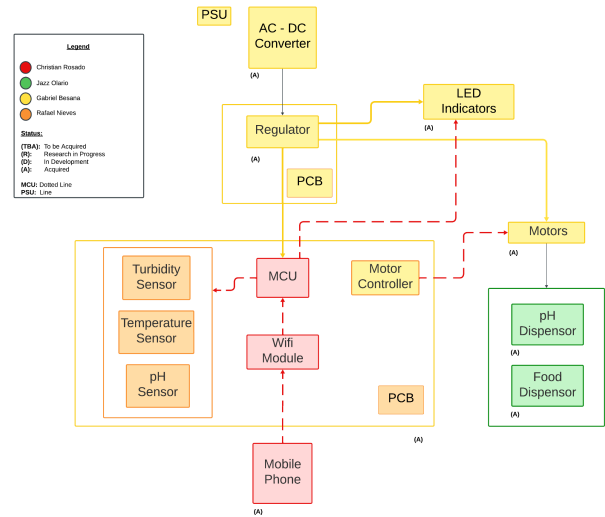 PSU
AC - DC
Converter
(A)
Legend
Christian Rosado
Jazz Olario
Gabriel Besana
Rafael Nieves
Status:
(TBA): To be Acquired
(R): Research in Progress
(D): In Development
(A): Acquired
MCU: Dotted Line
PSU: Line
LED
Indicators
(A)
Regulator
(A)
PCB
Motors
(A)
Turbidity
Sensor
Temperature
Sensor
pH
Sensor
MCU
Motor
Controller
Wifi
Module
PCB
(A)
pH
Dispensor
(A)
Food
Dispensor
(A)
Mobile
Phone
(A)